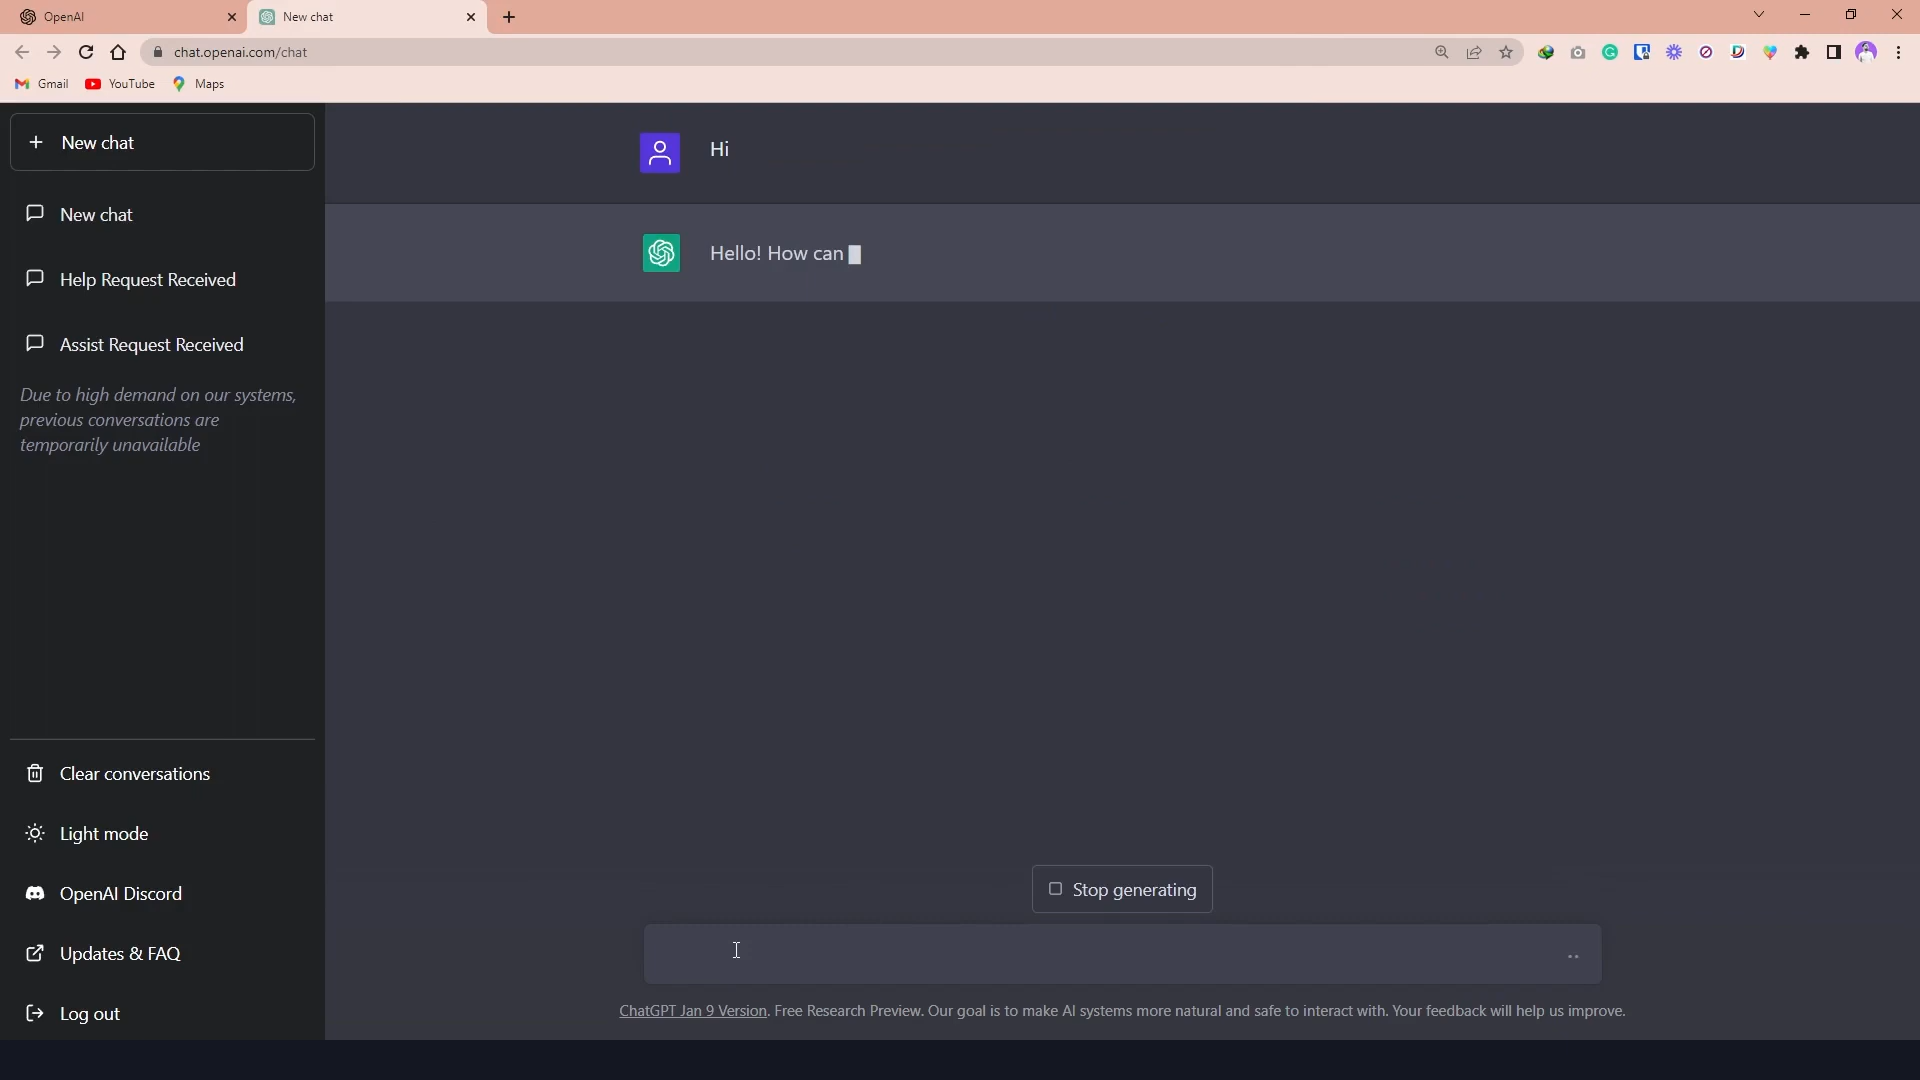 OpenAI
New chat
chat.openai.com/chat
Gmail
YouTube
Maps
New chat
New chat
Help Request Received
Assist Request Received
Due to high demand on our systems,
previous conversations are
temporarily unavailable
Clear conversations
Light mode
OpenAI Discord
Updates & FAQ
Log out
Hi
Hello! How can
Stop generating
ChatGPT Jan 9 Version. Free Research Preview. Our goal is to make AI systems more natural and safe to interact with. Your feedback will help us improve.